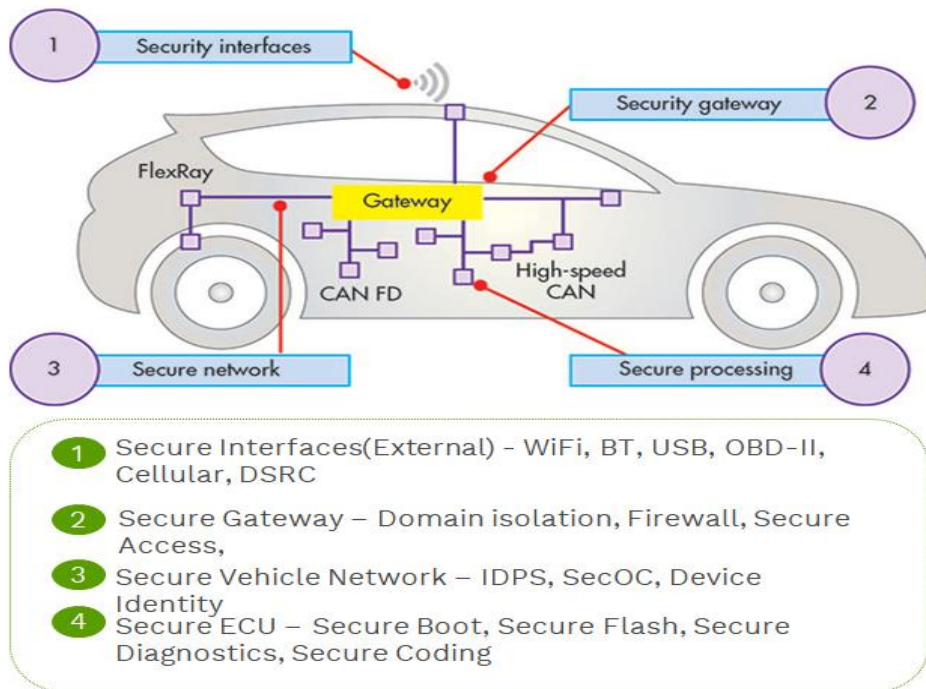 1
Security interfaces
Security gateway
2
FlexRay
Gateway
High-speed
CAN
CAN FD
3
Secure network
Secure processing
4
1
Secure Interfaces(External) - WiFi, BT, USB, OBD-II,
Cellular, DSRC
2
Secure Gateway – Domain isolation, Firewall, Secure
Access,
3
Secure Vehicle Network – IDPS, SecOC, Device
Identity
4
Secure ECU – Secure Boot, Secure Flash, Secure
Diagnostics, Secure Coding